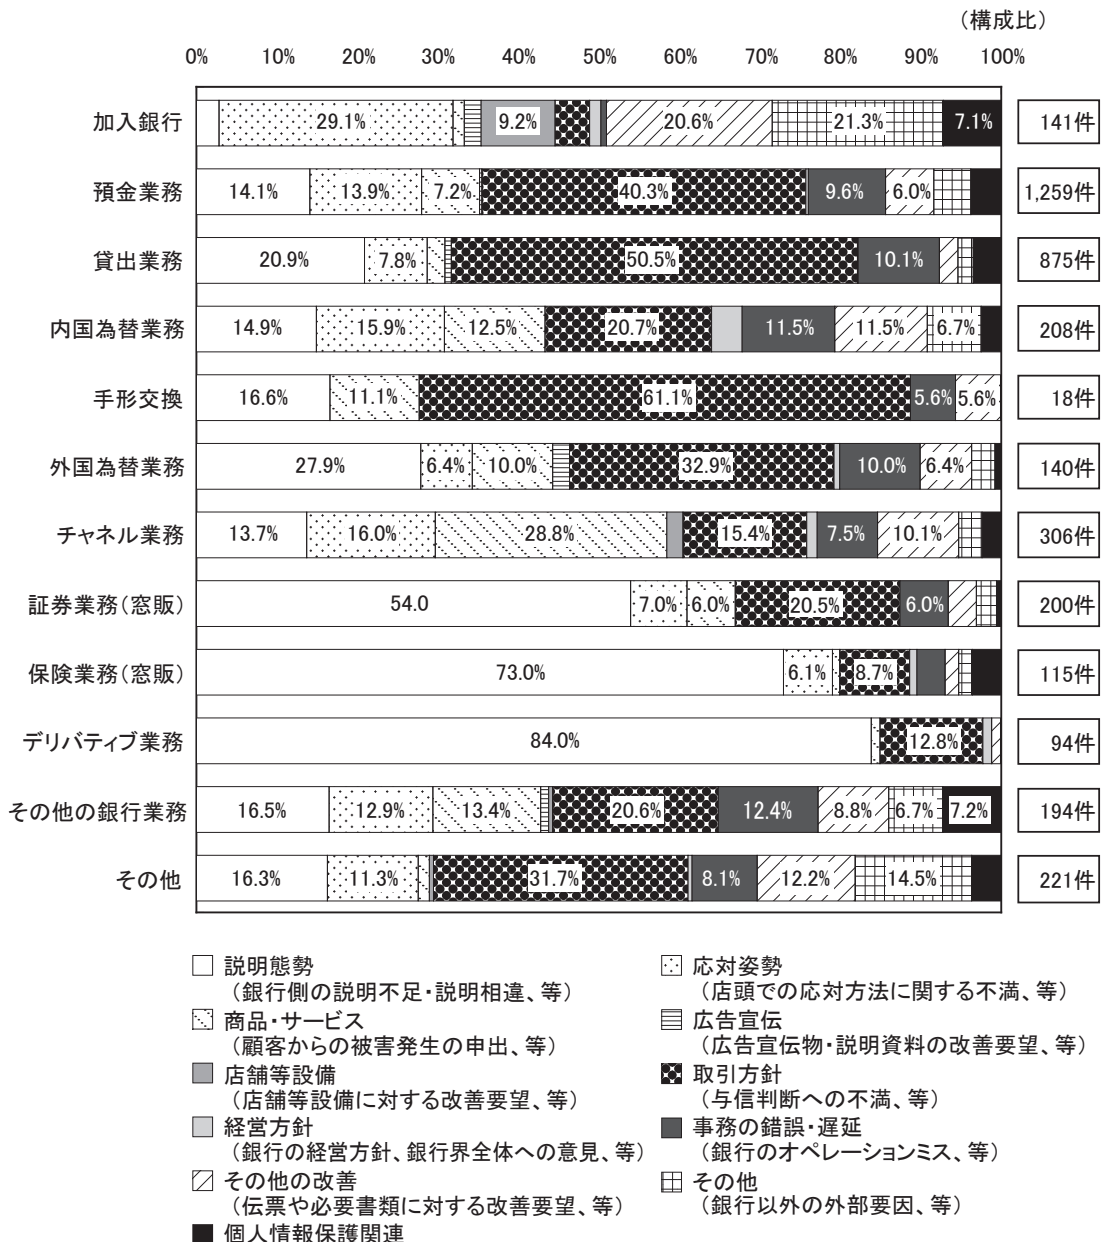 （構成比）
0% 10% 20% 30% 40% 50% 60% 70% 80% 90% 100%
加入銀行 29.1% 9.2% 20.6% 21.3% 7.1% 141件
預金業務 14.1% 13.9% 7.2% 40.3% 9.6% 6.0% 1,259件
貸出業務 20.9% 7.8% 50.5% 10.1% 875件
内国為替業務 14.9% 15.9% 12.5% 20.7% 11.5% 11.5% 6.7% 208件
手形交換 16.6% 11.1% 61.1% 5.6% 5.6% 18件
外国為替業務 27.9% 6.4% 10.0% 32.9% 10.0% 6.4% 140件
チャネル業務 13.7% 16.0% 28.8% 15.4% 7.5% 10.1% 306件
証券業務（窓販） 54.0 7.0% 6.0% 20.5% 6.0% 200件
保険業務（窓販） 73.0% 6.1% 8.7% 115件
デリバティブ業務 84.0% 12.8% 94件
その他の銀行業務 16.5% 12.9% 13.4% 20.6% 12.4% 8.8% 6.7% 7.2% 194件
その他 16.3% 11.3% 31.7% 8.1% 12.2% 14.5% 221件
説明態勢
（銀行側の説明不足・説明相違、等）
応対姿勢
（店頭での応対方法に関する不満、等）
商品・サービス
（顧客からの被害発生の申出、等）
広告宣伝
（広告宣伝物・説明資料の改善要望、等）
店舗等設備
（店舗等設備に対する改善要望、等）
取引方針
（与信判断への不満、等）
経営方針
（銀行の経営方針、銀行界全体への意見、等）
事務の錯誤・遅延
（銀行のオペレーションミス、等）
その他の改善
（伝票や必要書類に対する改善要望、等）
その他
（銀行以外の外部要因、等）
個人情報保護関連